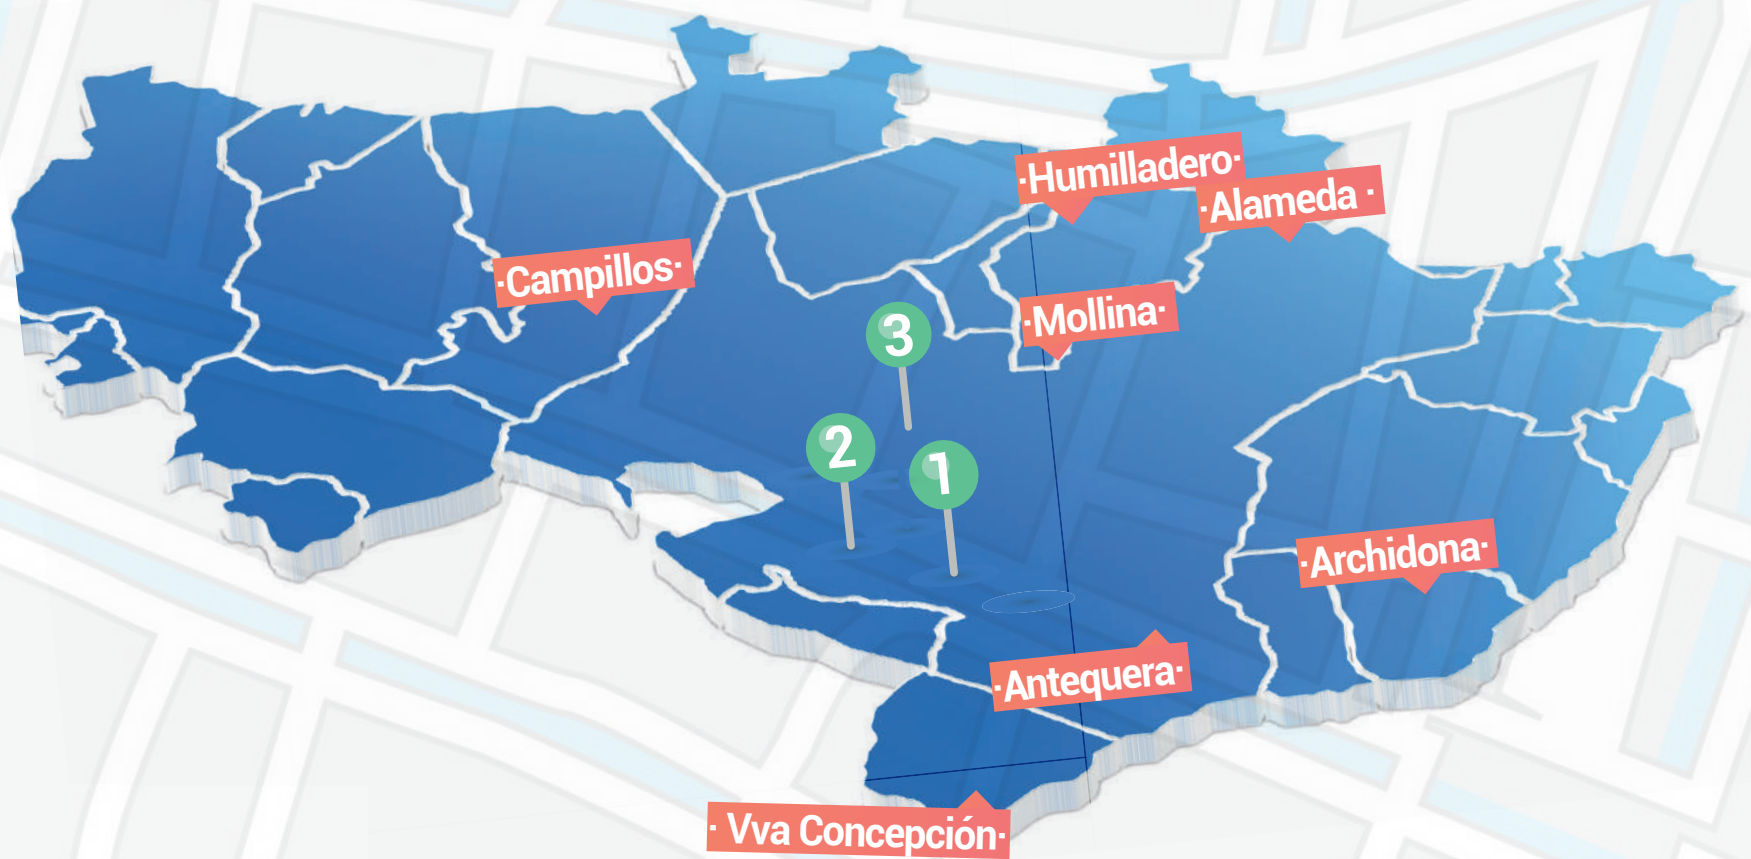 ·Humilladero·
·Alameda ·
·Campillos·
·Mollina·
3
2
1
·Archidona·
·Antequera·
· Vva Concepción·